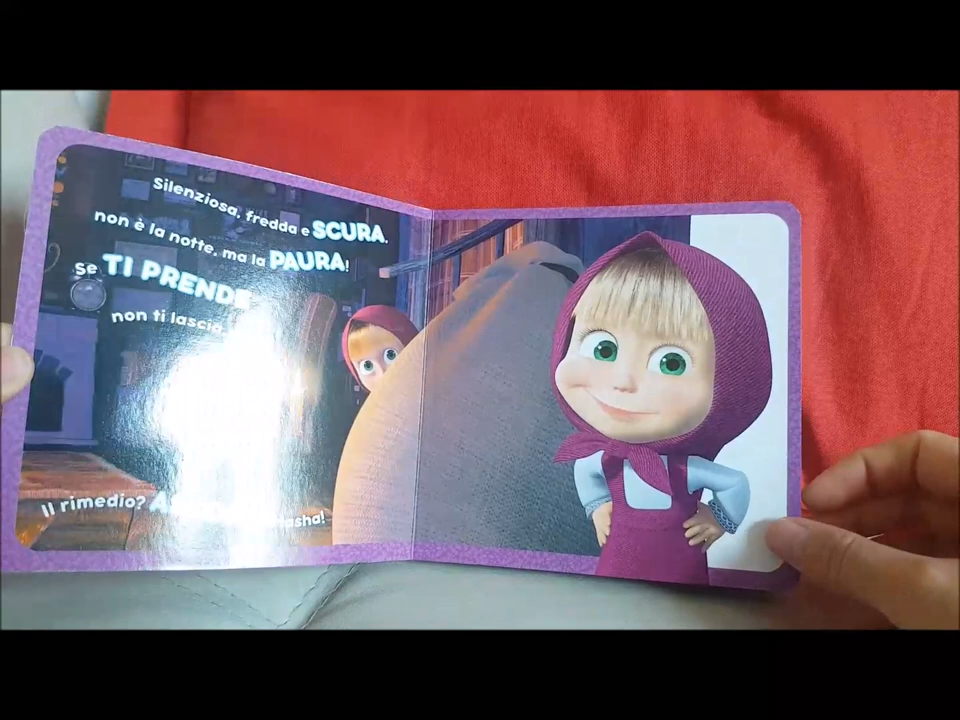 Silenziosa, fredda e SCURA,
non è la notte, ma la PAURA!
Se TI PRENDE
non ti lascia
Il rimedio?